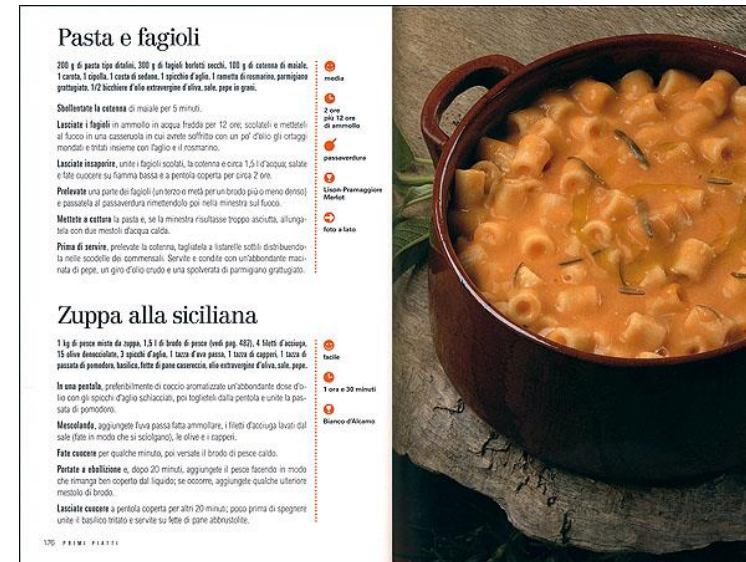 Pasta e fagioli
200 g di pasta tipo ditalini, 300 g di fagioli borlotti secchi, 100 g di cotenna di maiale,
1 carota, 1 cipolla, 1 costa di sedano, 1 spicchio d'aglio, 1 rametto di rosmarino, parmigiano
grattugiato, 1/2 bicchiere d'olio extravergine d'oliva, sale, pepe in grani.
Sbollentate la cotenna di maiale per 5 minuti.
Lasciate i fagioli in ammollo in acqua fredda per 12 ore; scolateli e metteteli
al fuoco in una casseruola in cui avrete soffritto con un po' d'olio gli ortaggi
mondati e tritati insieme con l'aglio e il rosmarino.
Lasciate insaporire, unite i fagioli scolati, la cotenna e circa 1,5 l d'acqua; salate
e fate cuocere su fiamma bassa e a pentola coperta per circa 2 ore.
Prelevate una parte dei fagioli (un terzo e metà per un brodo più o meno denso)
e passatela al passaverdura rimettendolo poi nella minestra sul fuoco.
Mettete a cottura la pasta e, se la minestra risultasse troppo asciutta, allunga-
tela con due mestoli d'acqua calda.
Prima di servire, prelevate la cotenna, tagliatela a listarelle sottili distribuendo-
la nelle scodelle dei commensali. Servite e condite con un'abbondante maci-
nata di pepe, un giro d'olio crudo e una spolverata di parmigiano grattugiato.
media
2 ore
più 12 ore
di ammollo
passaverdura
Lison-Pramaggiore
Merlot
foto a lato
Zuppa alla siciliana
1 kg di pesce misto da zuppa, 1,5 l di brodo di pesce (vedi pag. 482), 4 filetti d'acciuga,
15 olive denocciolate, 3 spicchi d'aglio, 1 tazza d'uva passa, 1 tazza di capperi, 1 tazza di
passata di pomodoro, basilico, fette di pane casereccio, olio extravergine d'oliva, sale, pepe.
In una pentola, preferibilmente di coccio aromatizzate un'abbondante dose d'o-
lio con gli spicchi d'aglio schiacciati, poi toglieteli dalla pentola e unite la pas-
sata di pomodoro.
Mescolando, aggiungete l'uva passa fatta ammollare, i filetti d'acciuga lavati dal
sale (fate in modo che si sciolgano), le olive e i capperi.
Fate cuocere per qualche minuto, poi versate il brodo di pesce caldo.
Portate a ebollizione e, dopo 20 minuti, aggiungete il pesce facendo in modo
che rimanga ben coperto dal liquido; se occorre, aggiungete qualche ulteriore
mestolo di brodo.
Lasciate cuocere a pentola coperta per altri 20 minuti; poco prima di spegnere
unite il basilico tritato e servite su fette di pane abbrustolite.
facile
1 ora e 30 minuti
Bianco d'Alcamo
176 PRIMI PIATTI